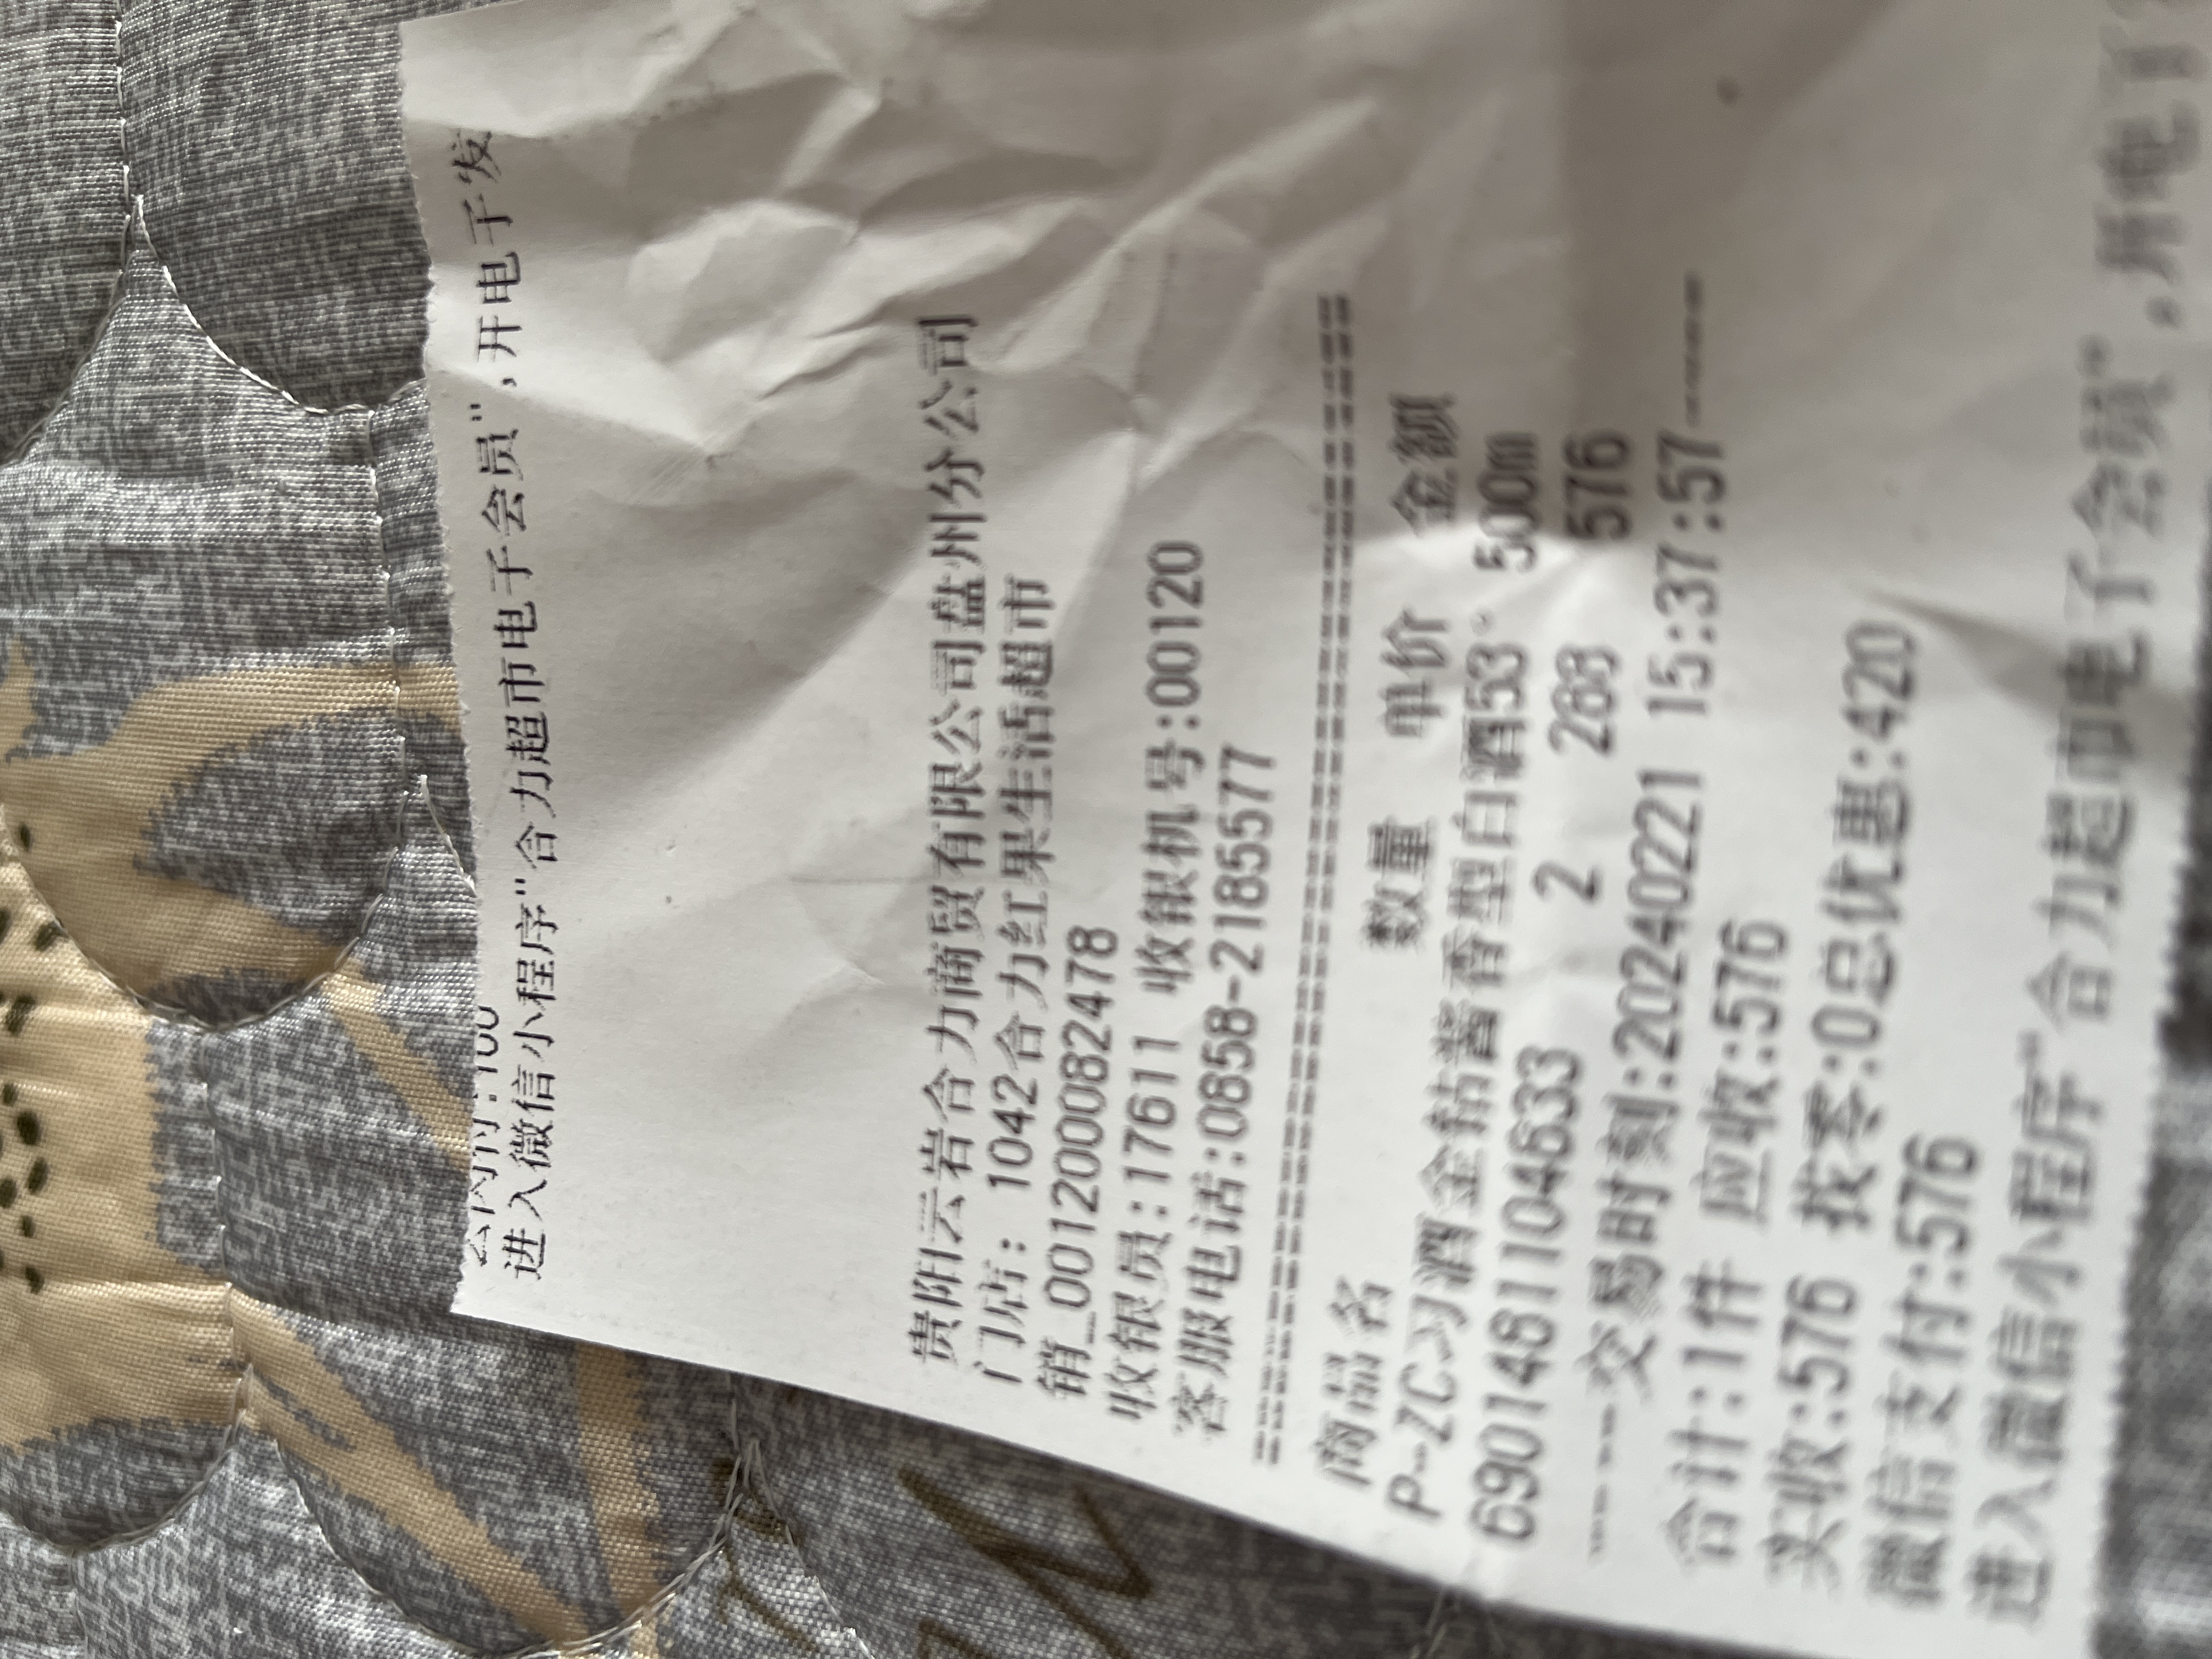 进入微信小程序"合力超市电子会员",开电子发
贵阳云岩合力商贸有限公司盘州分公司
门店: 1042合力红果生活超市
销_00120000824​78
收银员:17611 收银机号:00120
客服电话:0858-2185577
商品名 数量 单价 金额
P-ZC习酒金钻酱香型白酒53° 500m
6901461104633 2 288 576
交易时刻:20240221 15:37:57
合计:1件 应收:576
实收:576 找零:0总优惠:420
微信支付:576
进入微信小程序"合力超市电子会员",开电子